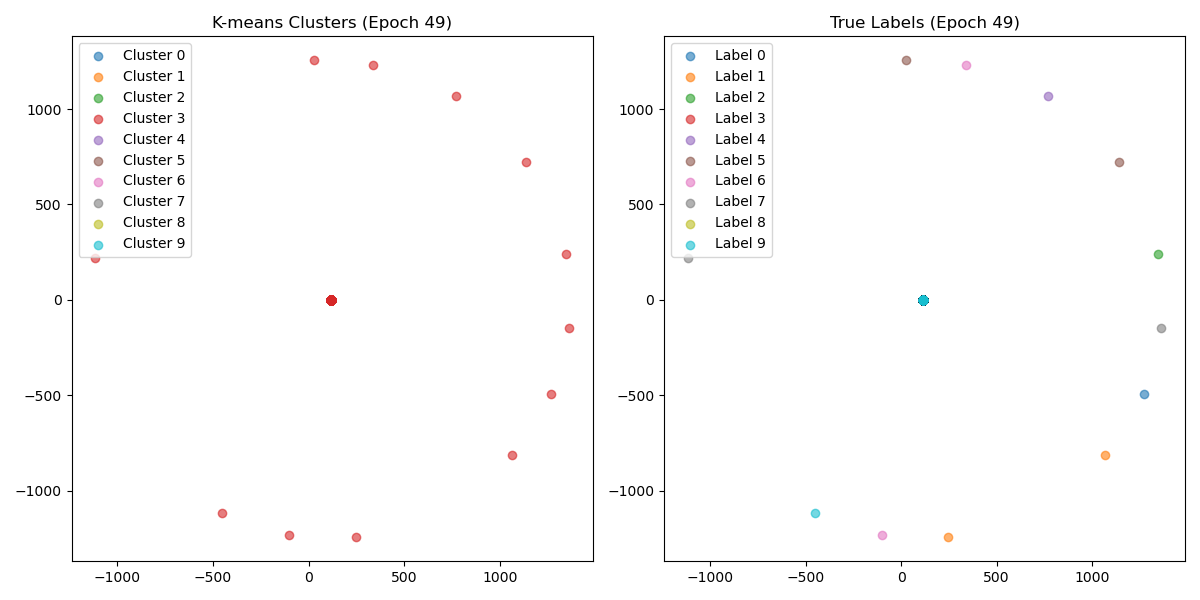 K-means Clusters (Epoch 49)
Cluster 0
Cluster 1
Cluster 2
Cluster 3
Cluster 4
Cluster 5
Cluster 6
Cluster 7
Cluster 8
Cluster 9
1000
500
0
−500
−1000
−1000
−500
0
500
1000
True Labels (Epoch 49)
Label 0
Label 1
Label 2
Label 3
Label 4
Label 5
Label 6
Label 7
Label 8
Label 9
1000
500
0
−500
−1000
−1000
−500
0
500
1000